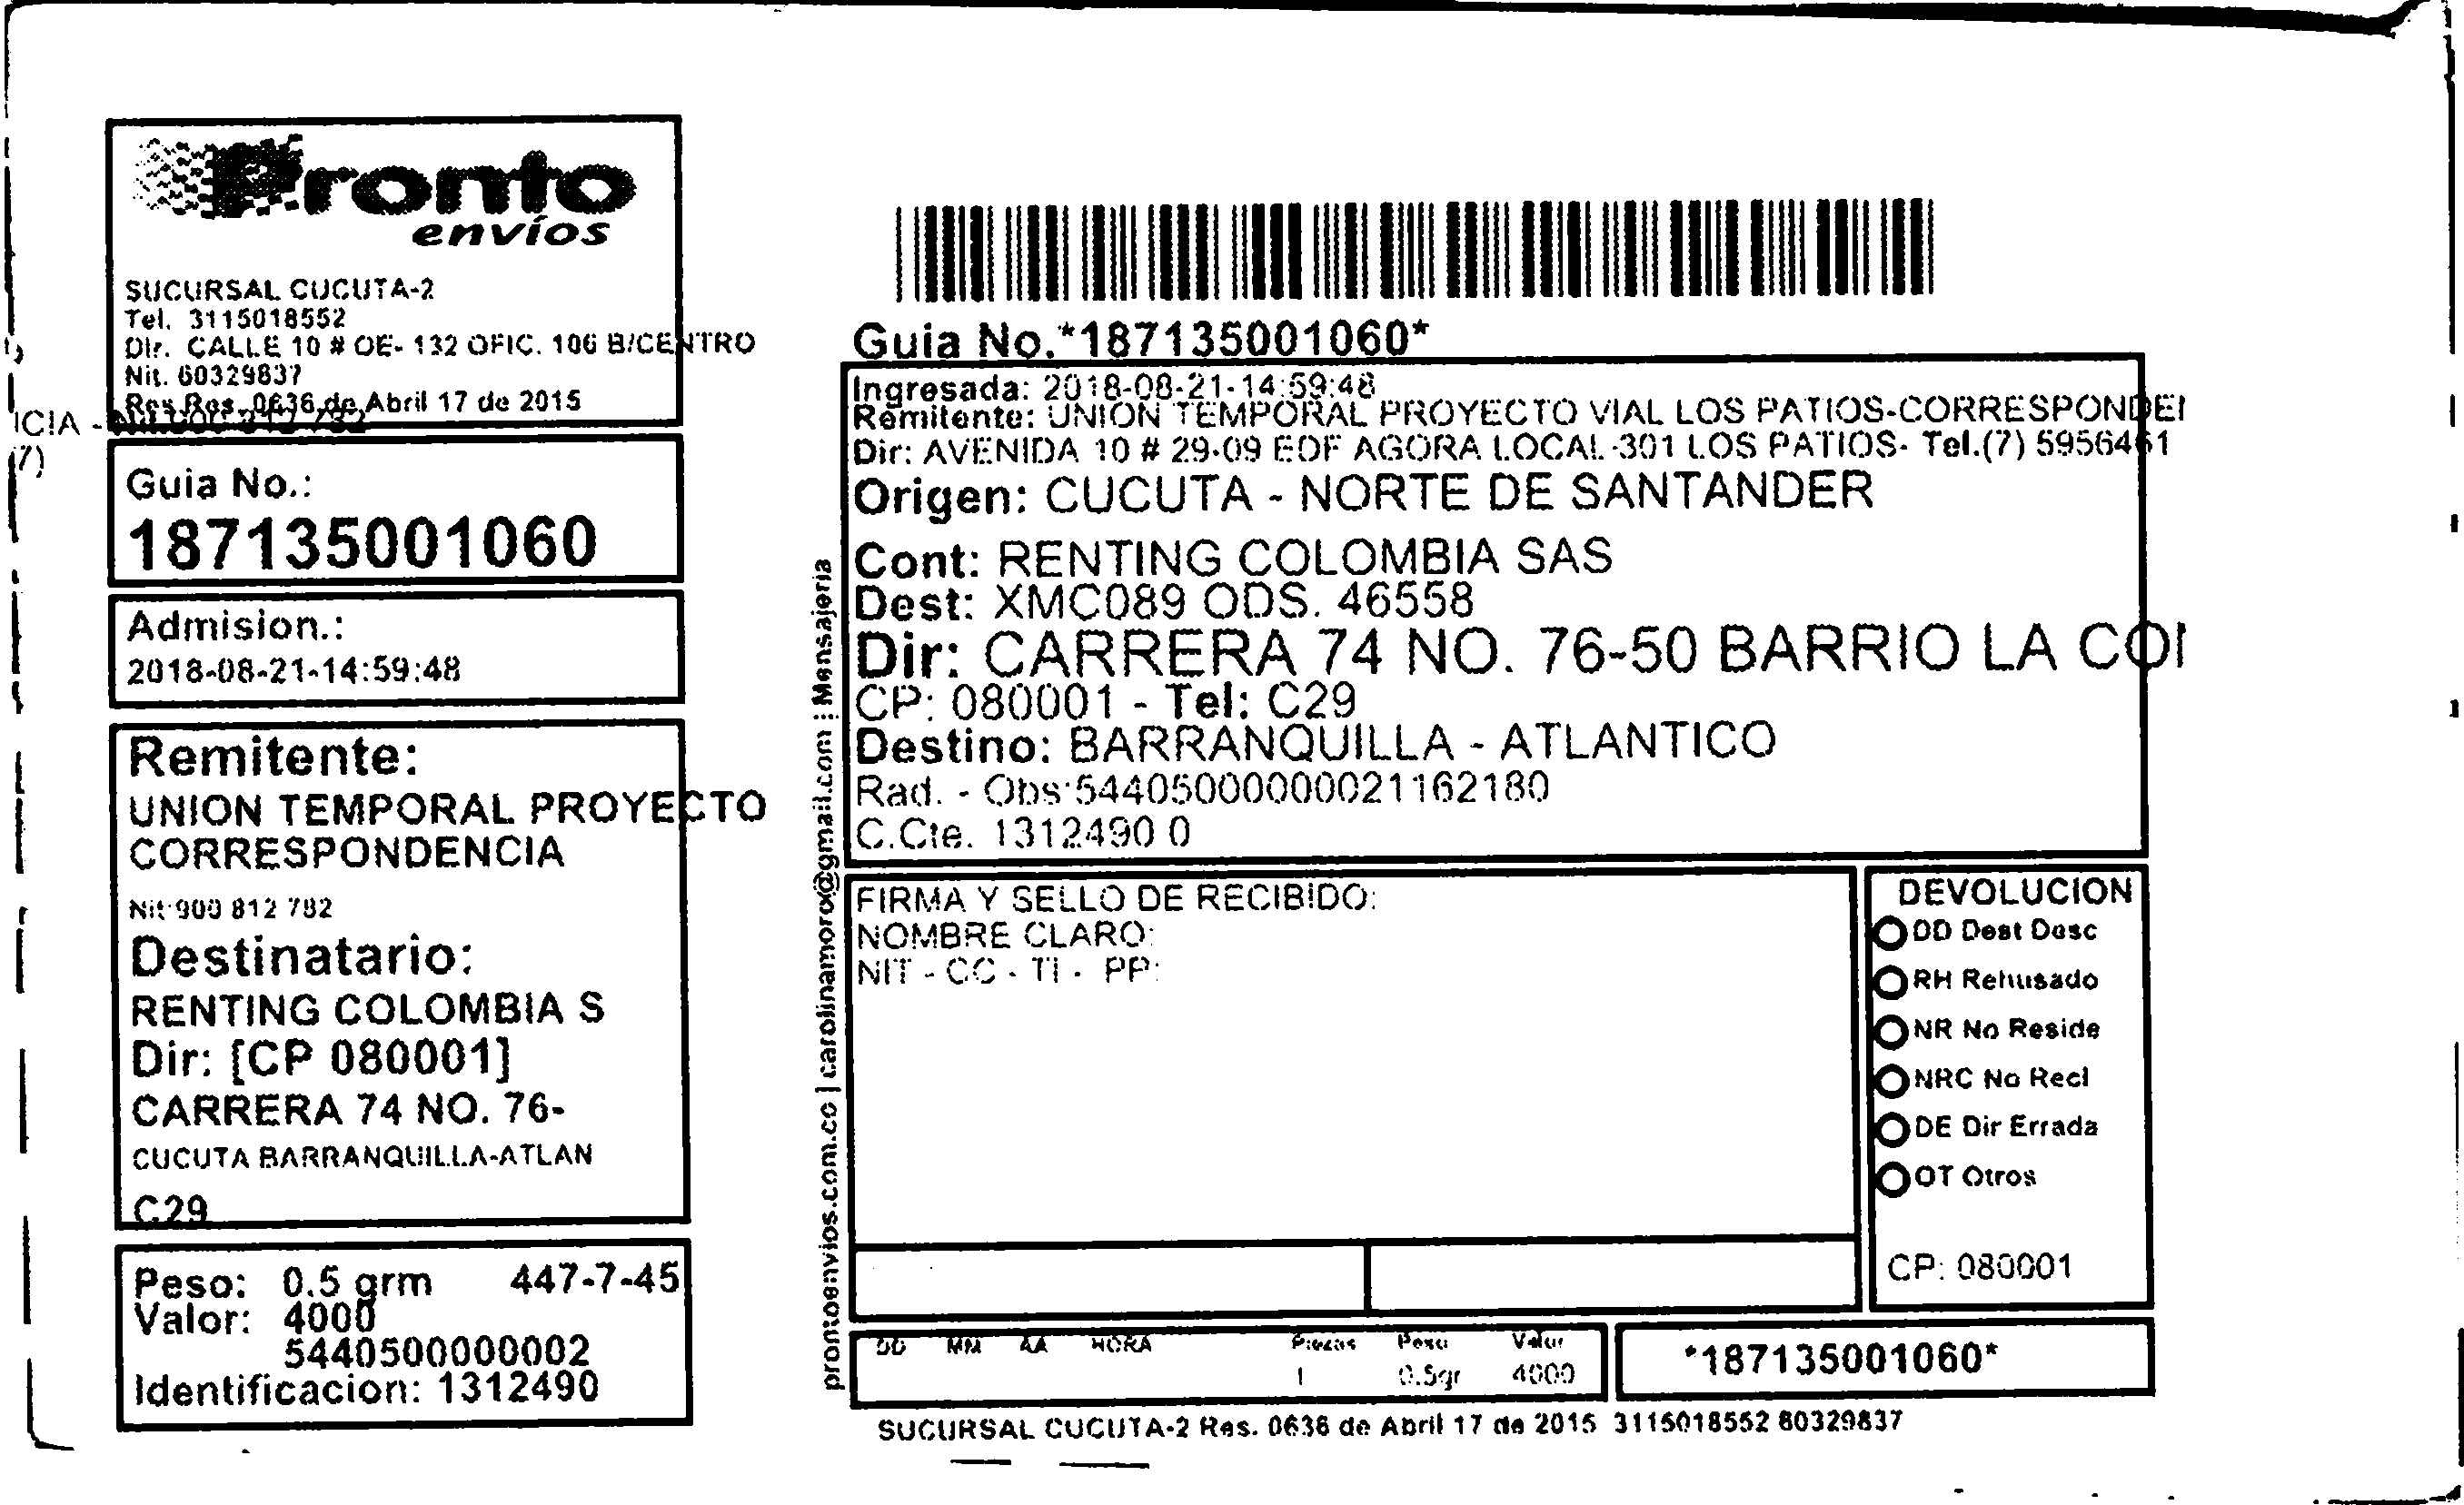 Pronto
envíos
SUCURSAL CUCUTA-2
Tel. 3115018552
Dir. CALLE 10 # OE- 132 OFIC. 106 B/CENTRO
Nit. 60329837
Res. 0636 de Abril 17 de 2015
ICIA -
7)
Guia No.:
187135001060
Admision.:
2018-08-21-14:59:48
Remitente:
UNION TEMPORAL PROYECTO
CORRESPONDENCIA
Nit:900 812 782
Destinatario:
RENTING COLOMBIA S
Dir: [CP 080001]
CARRERA 74 NO. 76-
CUCUTA BARRANQUILLA-ATLAN
C29
Peso: 0.5 grm 447-7-45
Valor: 4000
5440500000002
Identificacion: 1312490
prontoenvios.com.co | carolinamoro@gmail.com | Mensajeria
Guia No.*187135001060*
Ingresada: 2018-08-21-14:59:48
Remitente: UNION TEMPORAL PROYECTO VIAL LOS PATIOS-CORRESPONDEI
Dir: AVENIDA 10 # 29-09 EDF AGORA LOCAL-301 LOS PATIOS- Tel.(7) 5956461
Origen: CUCUTA - NORTE DE SANTANDER
Cont: RENTING COLOMBIA SAS
Dest: XMC089 ODS. 46558
Dir: CARRERA 74 NO. 76-50 BARRIO LA CO
CP: 080001 - Tel: C29
Destino: BARRANQUILLA - ATLANTICO
Rad. - Obs:544050000000021162180
C.Cte. 1312490 0
FIRMA Y SELLO DE RECIBIDO:
NOMBRE CLARO:
NIT - CC - TI - PP:
DEVOLUCION
DD Dest Desc
RH Rehusado
NR No Reside
NRC No Recl
DE Dir Errada
OT Otros
CP: 080001
DD MM AA HORA Piezas Peso Valor
1 0.5gr 4000
*187135001060*
SUCURSAL CUCUTA-2 Res. 0636 de Abril 17 de 2015 3115018552 60329837